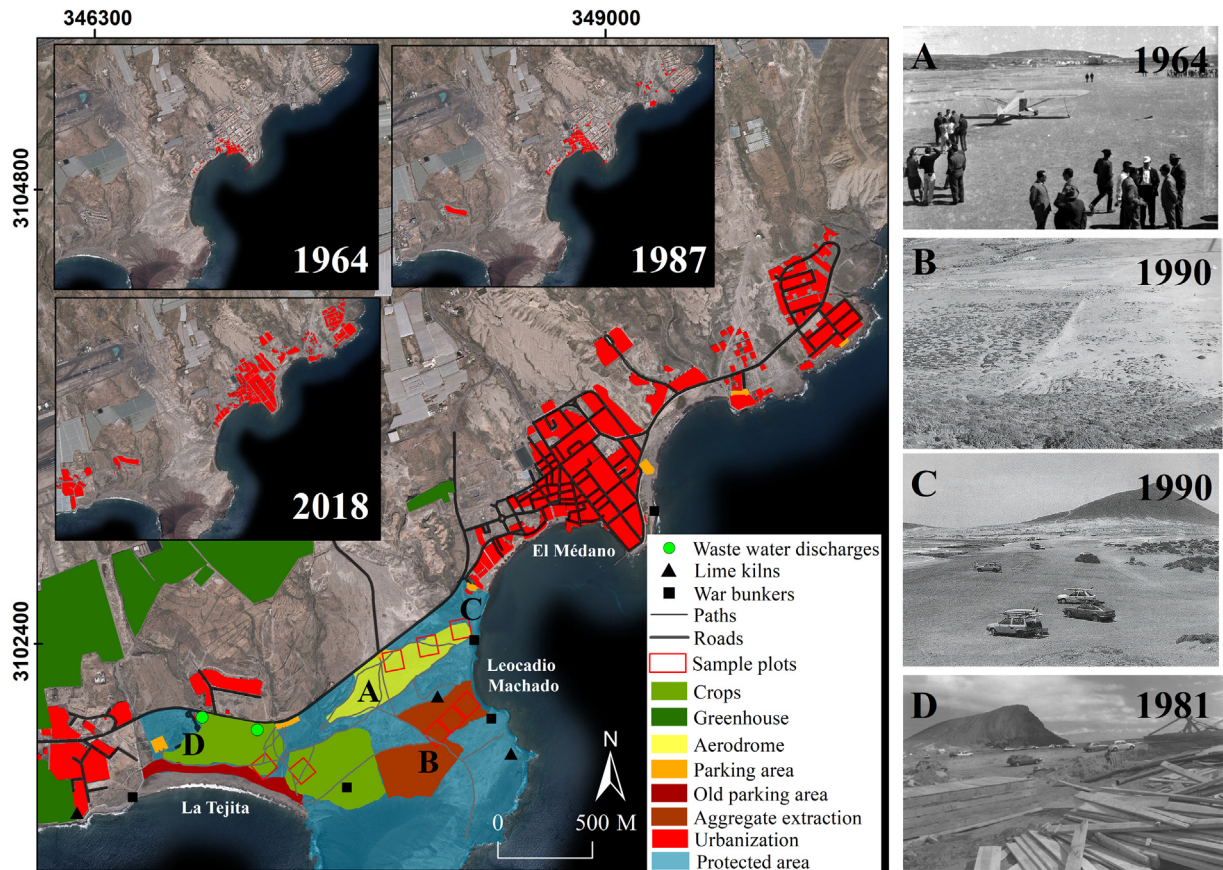 346300
349000
3104800
3102400
1964
1987
2018
El Médano
Leocadio
Machado
La Tejita
A
B
C
D
N
0
500 M
Waste water discharges
Lime kilns
War bunkers
Paths
Roads
Sample plots
Crops
Greenhouse
Aerodrome
Parking area
Old parking area
Aggregate extraction
Urbanization
Protected area
A
1964
B
1990
C
1990
D
1981